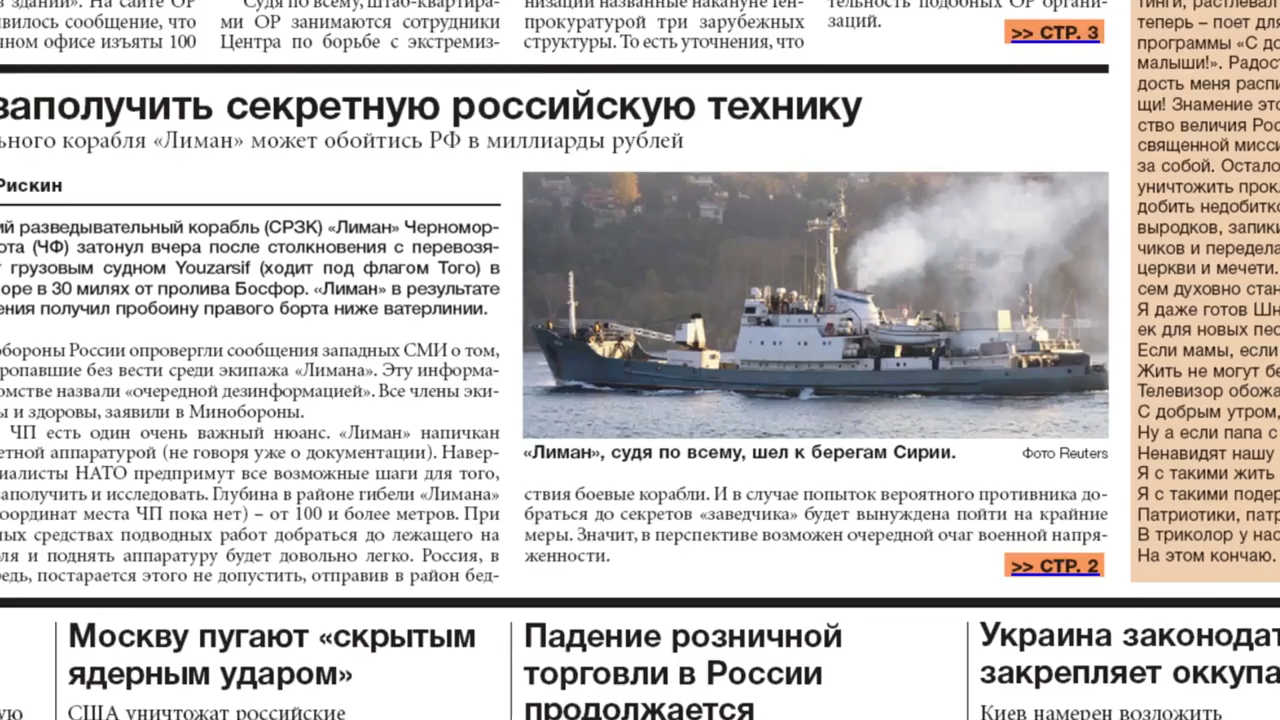 в здании». На сайте ОР
вилось сообщение, что
ном офисе изъяты 100
Судя по всему, штаб-квартира-
ми ОР занимаются сотрудники
Центра по борьбе с экстремиз-
низации названные накануне Ген-
прокуратурой три зарубежных
структуры. То есть уточнения, что
тельность подобных ОР органи-
заций.
>> СТР. 3
заполучить секретную российскую технику
ьного корабля «Лиман» может обойтись РФ в миллиарды рублей
Рискин
ий разведывательный корабль (СРЗК) «Лиман» Черномор-
ота (ЧФ) затонул вчера после столкновения с перевозя-
т грузовым судном Youzarsif (ходит под флагом Того) в
оре в 30 милях от пролива Босфор. «Лиман» в результате
ения получил пробоину правого борта ниже ватерлинии.
обороны России опровергли сообщения западных СМИ о том,
ропавшие без вести среди экипажа «Лимана». Эту информа-
омстве назвали «очередной дезинформацией». Все члены эки-
ы и здоровы, заявили в Минобороны.
ЧП есть один очень важный нюанс. «Лиман» напичкан
етной аппаратурой (не говоря уже о документации). Навер-
иалисты НАТО предпримут все возможные шаги для того,
заполучить и исследовать. Глубина в районе гибели «Лимана»
оординат места ЧП пока нет) – от 100 и более метров. При
ных средствах подводных работ добраться до лежащего на
ля и поднять аппаратуру будет довольно легко. Россия, в
едь, постарается этого не допустить, отправив в район бед-
«Лиман», судя по всему, шел к берегам Сирии.
Фото Reuters
ствия боевые корабли. И в случае попыток вероятного противника до-
браться до секретов «заведчика» будет вынуждена пойти на крайние
меры. Значит, в перспективе возможен очередной очаг военной напря-
женности.
>> СТР. 2
тинги, растлевал
теперь – поет для
программы «С до
малыши!». Радост
дость меня распи
щи! Знамение это
ство величия Рос
священной мисси
за собой. Остало
уничтожить прокл
добить недобитко
выродков, запики
чиков и передела
церкви и мечети.
сем духовно стан
Я даже готов Шн
ек для новых пес
Если мамы, если
Жить не могут бе
Телевизор обожа
С добрым утром,
Ну а если папа с
Ненавидят нашу
Я с такими жить
Я с такими подер
Патриотики, патр
В триколор у нас
На этом кончаю.
ую
Москву пугают «скрытым
ядерным ударом»
США уничтожат российские
Падение розничной
торговли в России
продолжается
Украина законодат
закрепляет оккупа
Киев намерен возложить